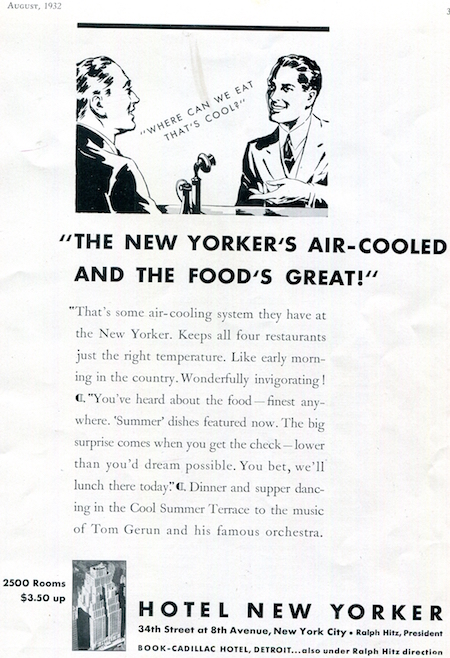 AUGUST, 1932
3
"WHERE CAN WE EAT
THAT'S COOL?"
"THE NEW YORKER'S AIR-COOLED
AND THE FOOD'S GREAT!"
"That's some air-cooling system they have at
the New Yorker. Keeps all four restaurants
just the right temperature. Like early morn-
ing in the country. Wonderfully invigorating!
¶. "You've heard about the food—finest any-
where. 'Summer' dishes featured now. The big
surprise comes when you get the check—lower
than you'd dream possible. You bet, we'll
lunch there today." ¶. Dinner and supper danc-
ing in the Cool Summer Terrace to the music
of Tom Gerun and his famous orchestra.
2500 Rooms
$3.50 up
HOTEL NEW YORKER
34th Street at 8th Avenue, New York City • Ralph Hitz, President
BOOK-CADILLAC HOTEL, DETROIT...also under Ralph Hitz direction